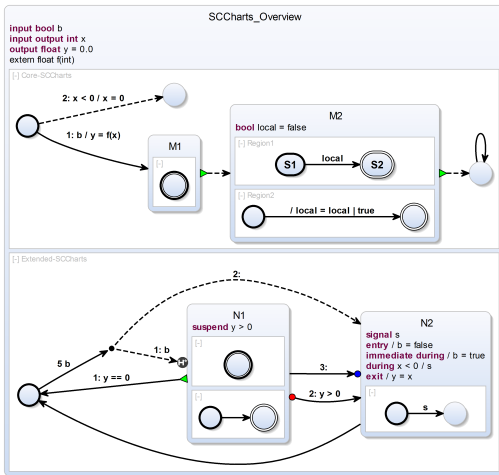 SCCharts_Overview
input bool b
input output int x
output float y = 0.0
extern float f(int)
[-] Core-SCCharts
2: x < 0 / x = 0
1: b / y = f(x)
M1
[-]
M2
bool local = false
[-] Region1
S1
local
S2
[-] Region2
/ local = local | true
[-] Extended-SCCharts
2:
5 b
1: b
H*
1: y == 0
N1
suspend y > 0
[-]
[-]
3:
2: y > 0
N2
signal s
entry / b = false
immediate during / b = true
during x < 0 / s
exit / y = x
[-]
s